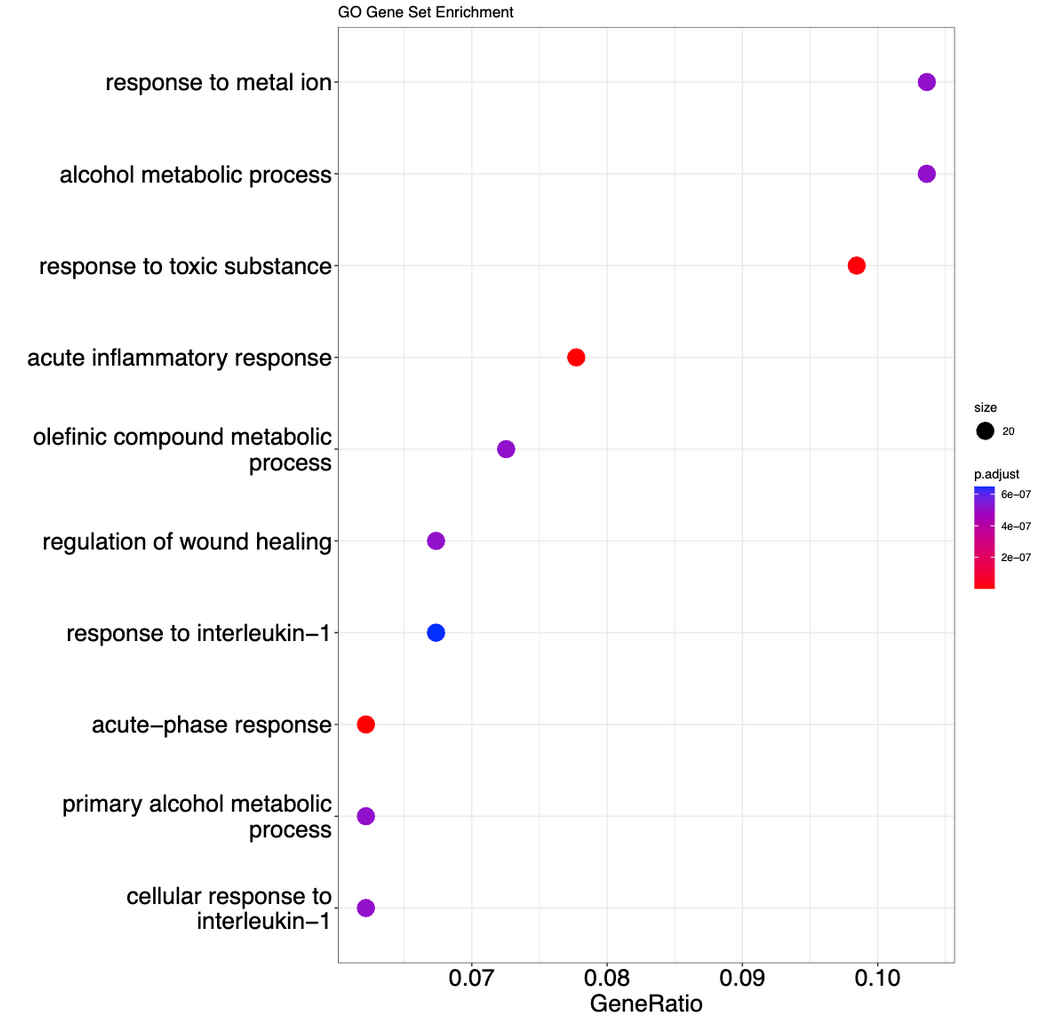 GO Gene Set Enrichment
response to metal ion
alcohol metabolic process
response to toxic substance
acute inflammatory response
olefinic compound metabolic
process
regulation of wound healing
response to interleukin−1
acute−phase response
primary alcohol metabolic
process
cellular response to
interleukin−1
0.07 0.08 0.09 0.10
GeneRatio
size
20
p.adjust
6e−07
4e−07
2e−07